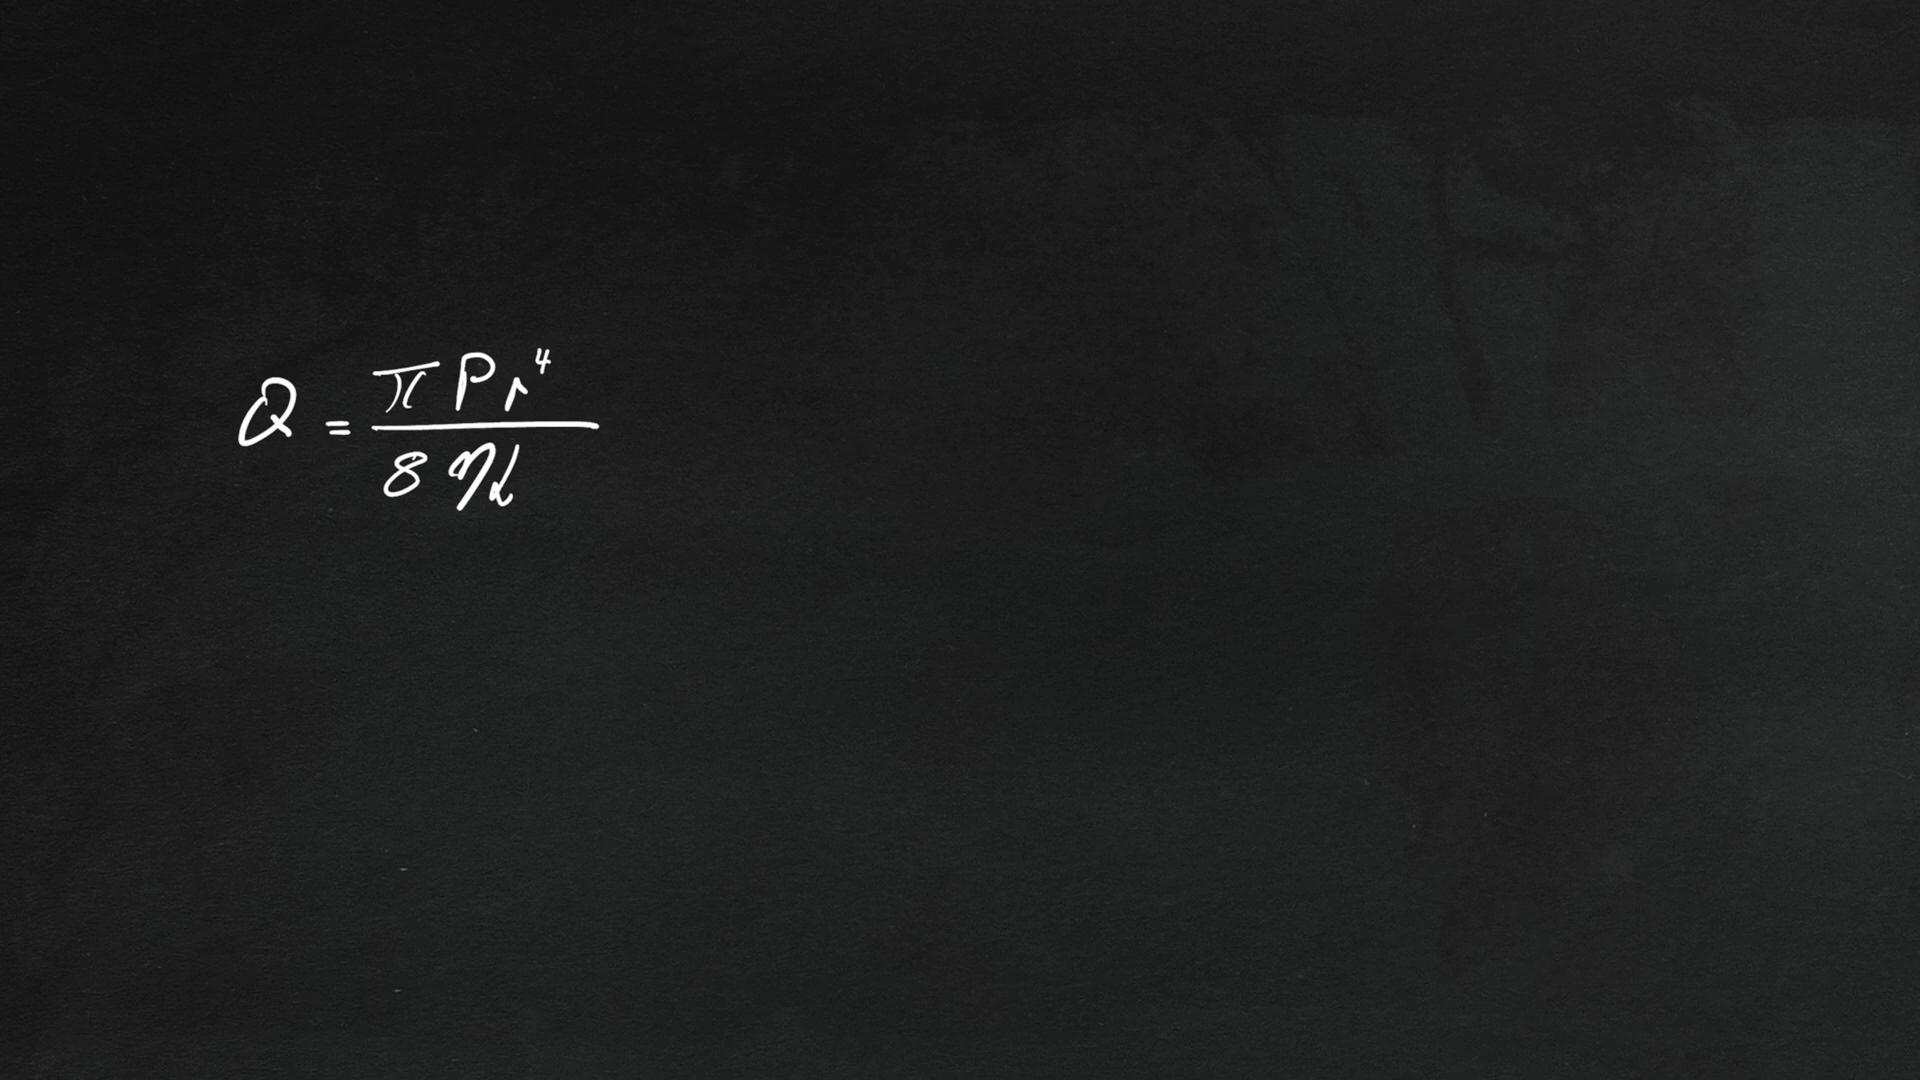 Q = πPr⁴ / 8ηl